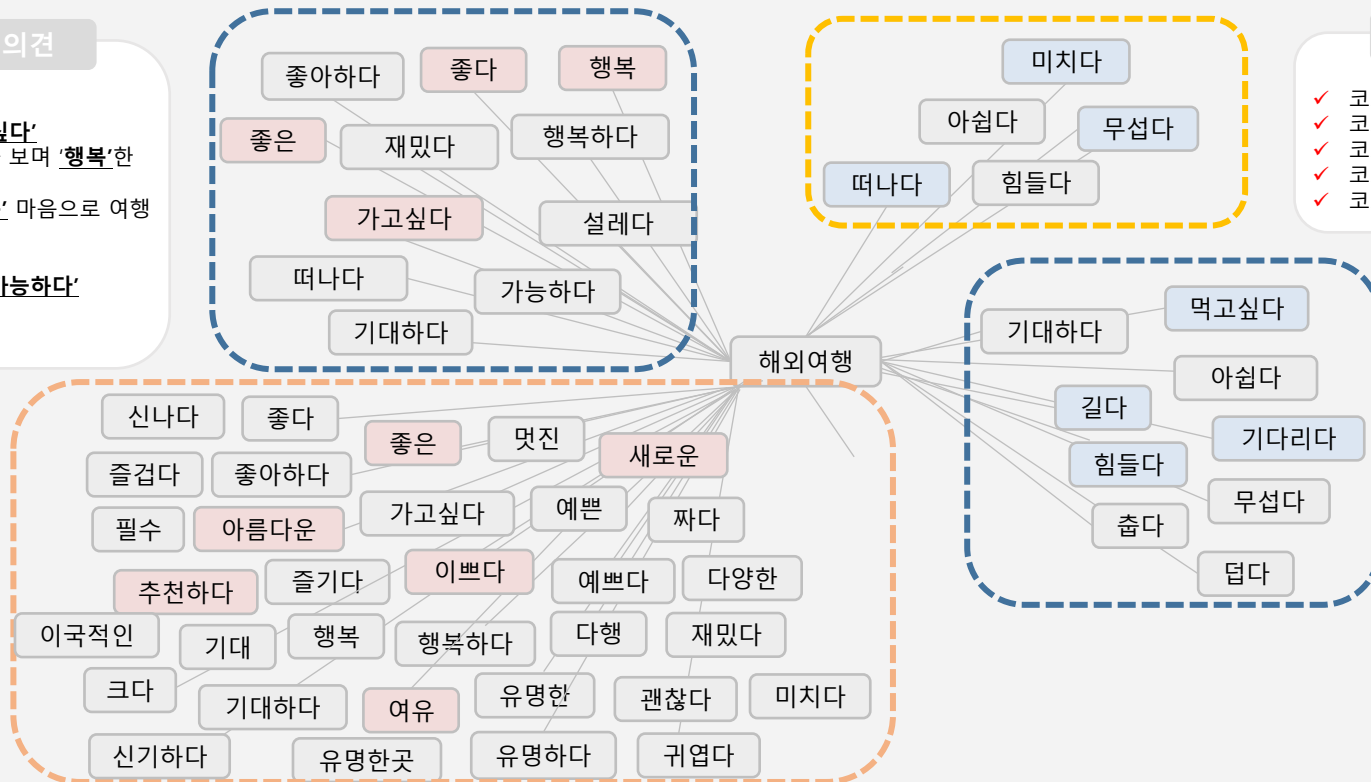 의견
싶다’
보며 ‘행복’한
’ 마음으로 여행
가능하다’
좋아하다
좋다
행복
좋은
재밌다
행복하다
가고싶다
설레다
떠나다
가능하다
기대하다
미치다
아쉽다
무섭다
떠나다
힘들다
코
코
코
코
코
해외여행
기대하다
먹고싶다
아쉽다
길다
기다리다
힘들다
무섭다
춥다
덥다
신나다
좋다
좋은
멋진
새로운
즐겁다
좋아하다
가고싶다
예쁜
짜다
필수
아름다운
추천하다
즐기다
이쁘다
예쁘다
다양한
이국적인
기대
행복
행복하다
다행
재밌다
크다
기대하다
여유
유명한
괜찮다
미치다
신기하다
유명한곳
유명하다
귀엽다